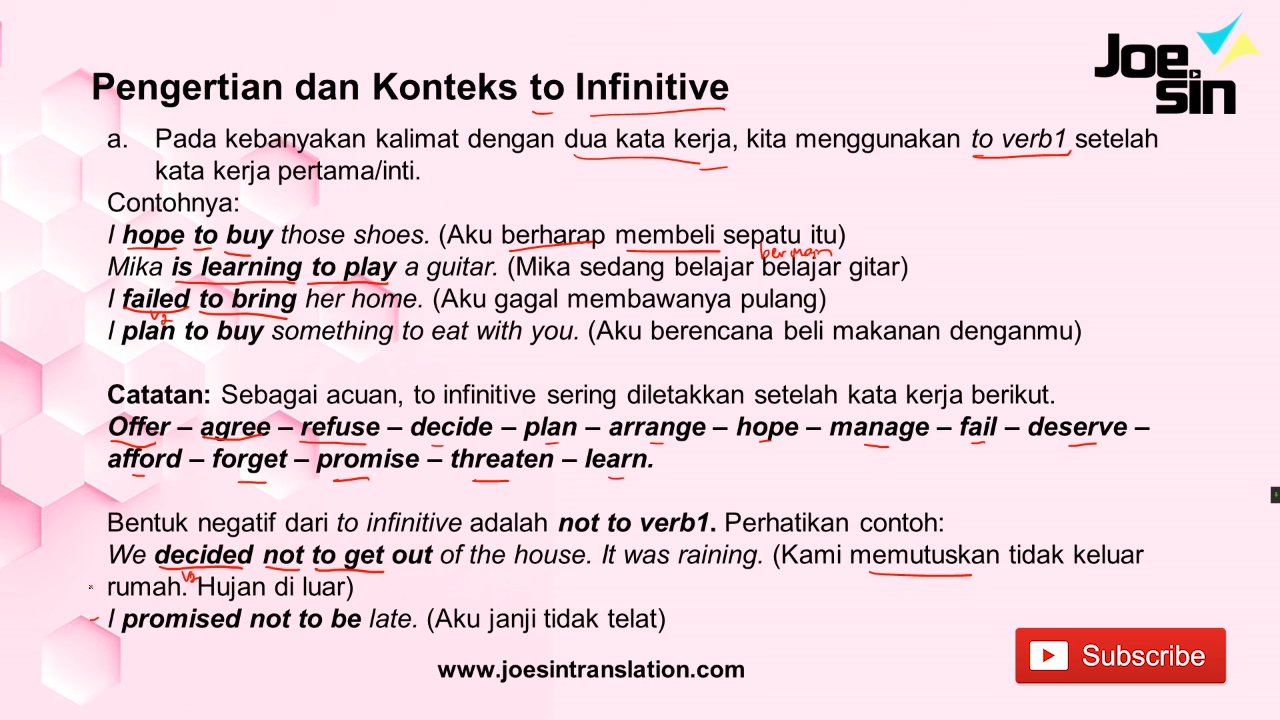 Joe
sin
Pengertian dan Konteks to Infinitive
a. Pada kebanyakan kalimat dengan dua kata kerja, kita menggunakan to verb1 setelah
kata kerja pertama/inti.
Contohnya:
I hope to buy those shoes. (Aku berharap membeli sepatu itu)
bermain
Mika is learning to play a guitar. (Mika sedang belajar belajar gitar)
I failed to bring her home. (Aku gagal membawanya pulang)
V2
I plan to buy something to eat with you. (Aku berencana beli makanan denganmu)
Catatan: Sebagai acuan, to infinitive sering diletakkan setelah kata kerja berikut.
Offer – agree – refuse – decide – plan – arrange – hope – manage – fail – deserve –
afford – forget – promise – threaten – learn.
Bentuk negatif dari to infinitive adalah not to verb1. Perhatikan contoh:
We decided not to get out of the house. It was raining. (Kami memutuskan tidak keluar
V2
rumah. Hujan di luar)
I promised not to be late. (Aku janji tidak telat)
www.joesintranslation.com
Subscribe